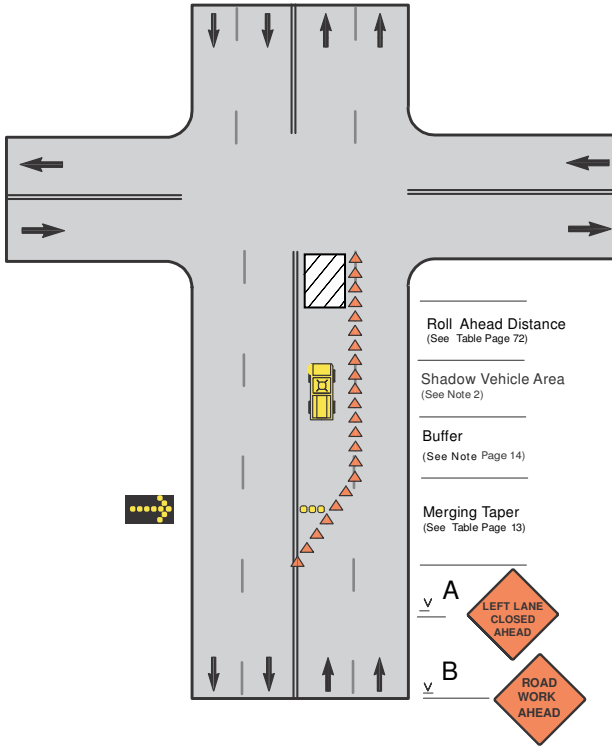 Roll Ahead Distance
(See Table Page 72)
Shadow Vehicle Area
(See Note 2)
Buffer
(See Note Page 14)
Merging Taper
(See Table Page 13)
A
LEFT LANE
CLOSED
AHEAD
B
ROAD
WORK
AHEAD